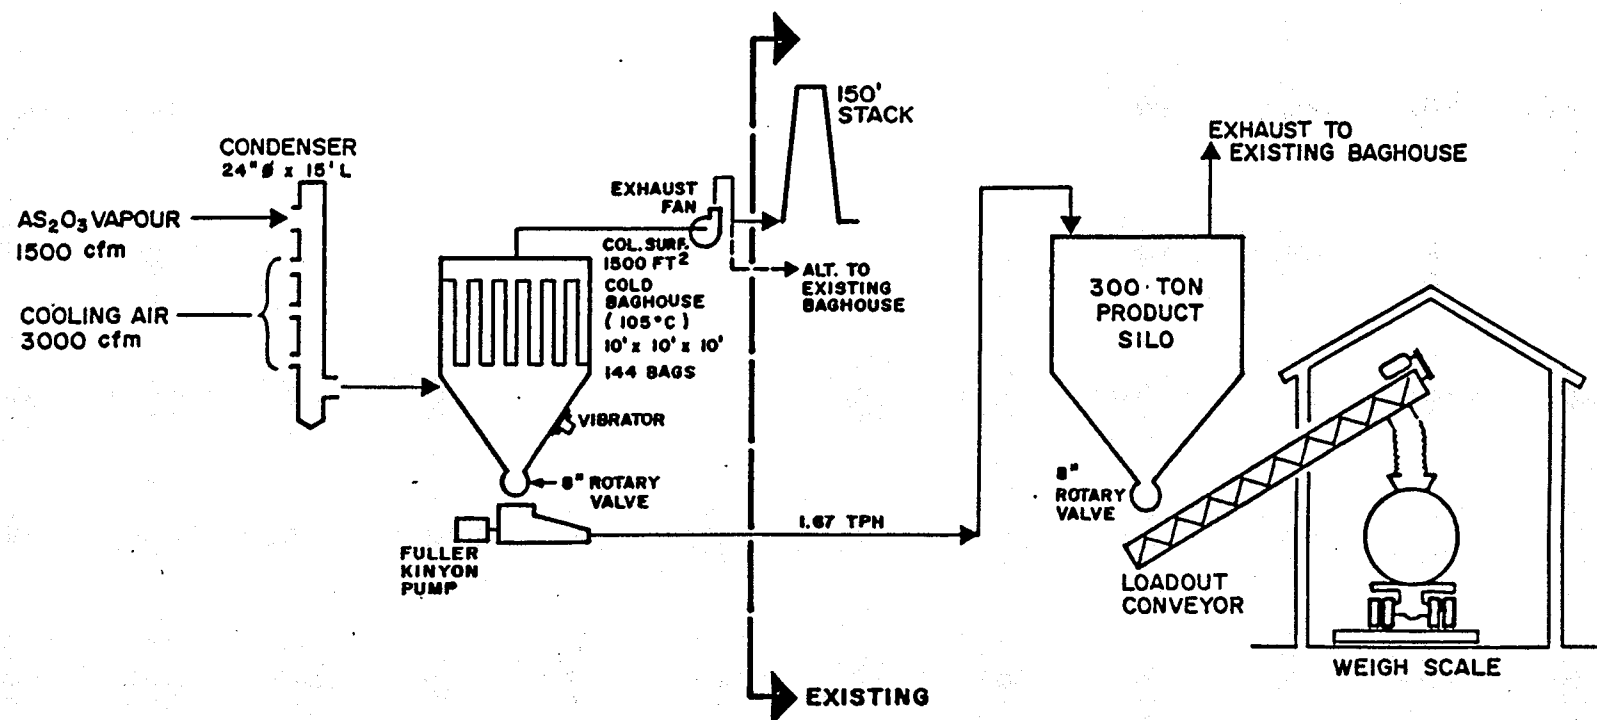 CONDENSER
24"ø x 15' L
AS₂O₃ VAPOUR
1500 cfm
COOLING AIR
3000 cfm
EXHAUST
FAN
COL. SURF.
1500 FT²
COLD
BAGHOUSE
(105°C)
10' x 10' x 10'
144 BAGS
VIBRATOR
8" ROTARY
VALVE
FULLER
KINYON
PUMP
150'
STACK
ALT. TO
EXISTING
BAGHOUSE
1.67 TPH
EXISTING
EXHAUST TO
EXISTING BAGHOUSE
300 TON
PRODUCT
SILO
8"
ROTARY
VALVE
LOADOUT
CONVEYOR
WEIGH SCALE